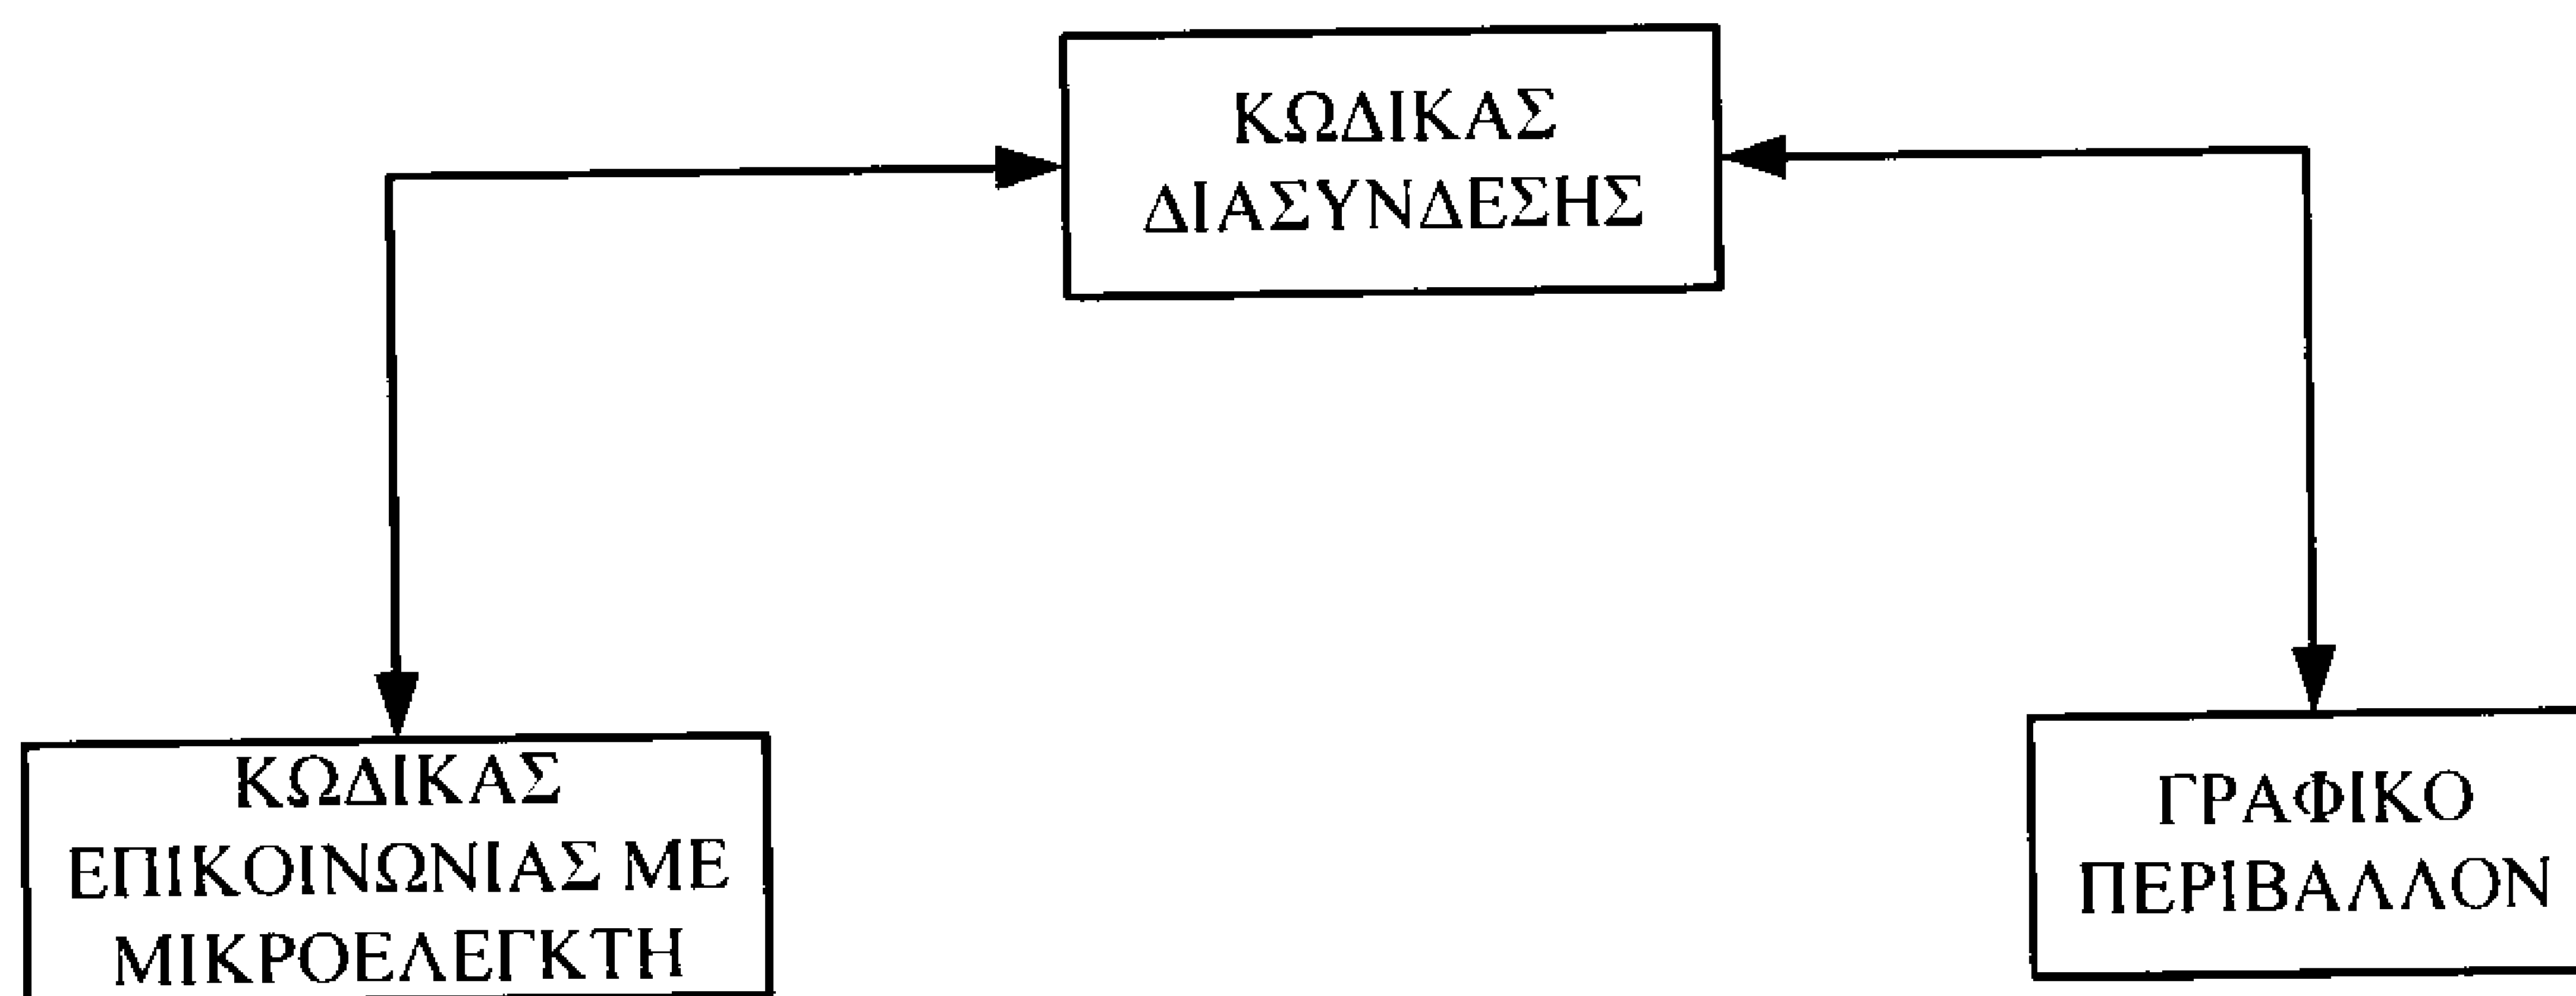 ΚΩΔΙΚΑΣ
ΔΙΑΣΥΝΔΕΣΗΣ
ΚΩΔΙΚΑΣ
ΕΠΙΚΟΙΝΩΝΙΑΣ ΜΕ
ΜΙΚΡΟΕΛΕΓΚΤΗ
ΓΡΑΦΙΚΟ
ΠΕΡΙΒΑΛΛΟΝ